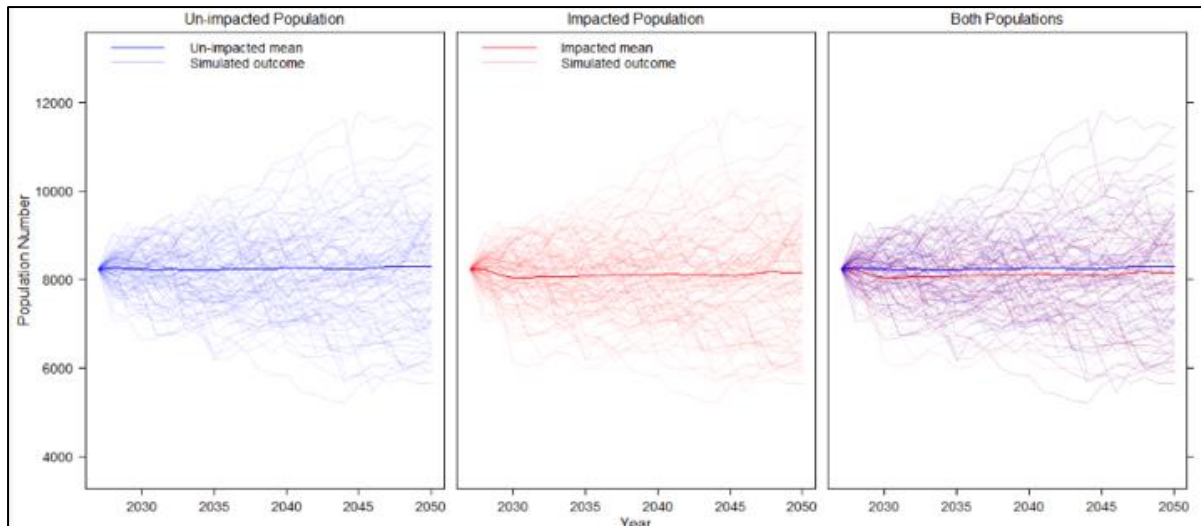 Un-impacted Population
Impacted Population
Both Populations
Un-impacted mean
Simulated outcome
Impacted mean
Simulated outcome
Population Number
12000
10000
8000
6000
4000
2030 2035 2040 2045 2050
2030 2035 2040 2045 2050
2030 2035 2040 2045 2050
Year